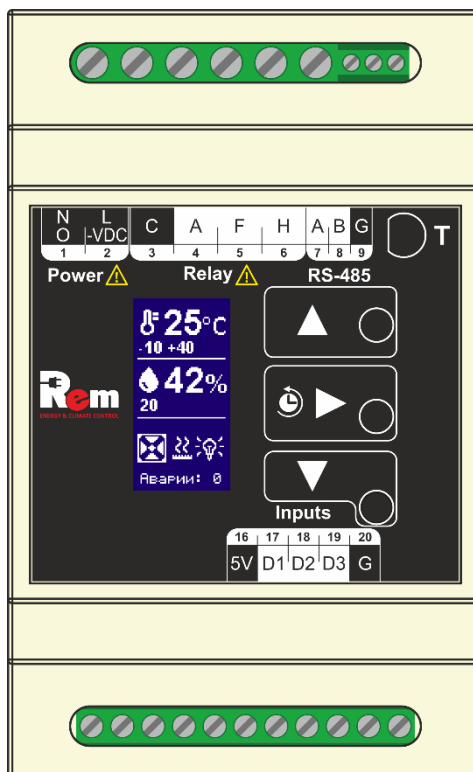 N L C A F H A B G
O -VDC
1 2 3 4 5 6 7 8 9
T
Power Relay RS-485
25°C
-10 +40
42%
20
Rem
ENERGY & CLIMATE CONTROL
Аварии: 0
Inputs
16 17 18 19 20
5V D1 D2 D3 G